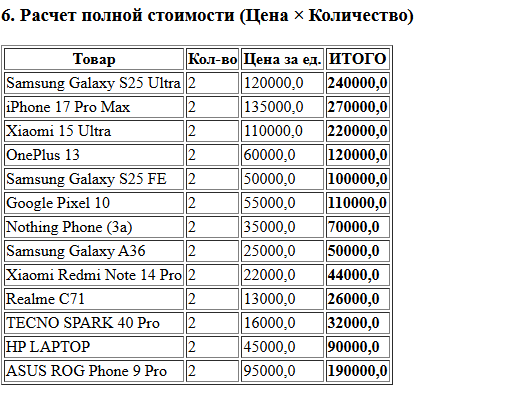 6. Расчет полной стоимости (Цена × Количество)
Товар Кол-во Цена за ед. ИТОГО
Samsung Galaxy S25 Ultra 2 120000,0 240000,0
iPhone 17 Pro Max 2 135000,0 270000,0
Xiaomi 15 Ultra 2 110000,0 220000,0
OnePlus 13 2 60000,0 120000,0
Samsung Galaxy S25 FE 2 50000,0 100000,0
Google Pixel 10 2 55000,0 110000,0
Nothing Phone (3a) 2 35000,0 70000,0
Samsung Galaxy A36 2 25000,0 50000,0
Xiaomi Redmi Note 14 Pro 2 22000,0 44000,0
Realme C71 2 13000,0 26000,0
TECNO SPARK 40 Pro 2 16000,0 32000,0
HP LAPTOP 2 45000,0 90000,0
ASUS ROG Phone 9 Pro 2 95000,0 190000,0